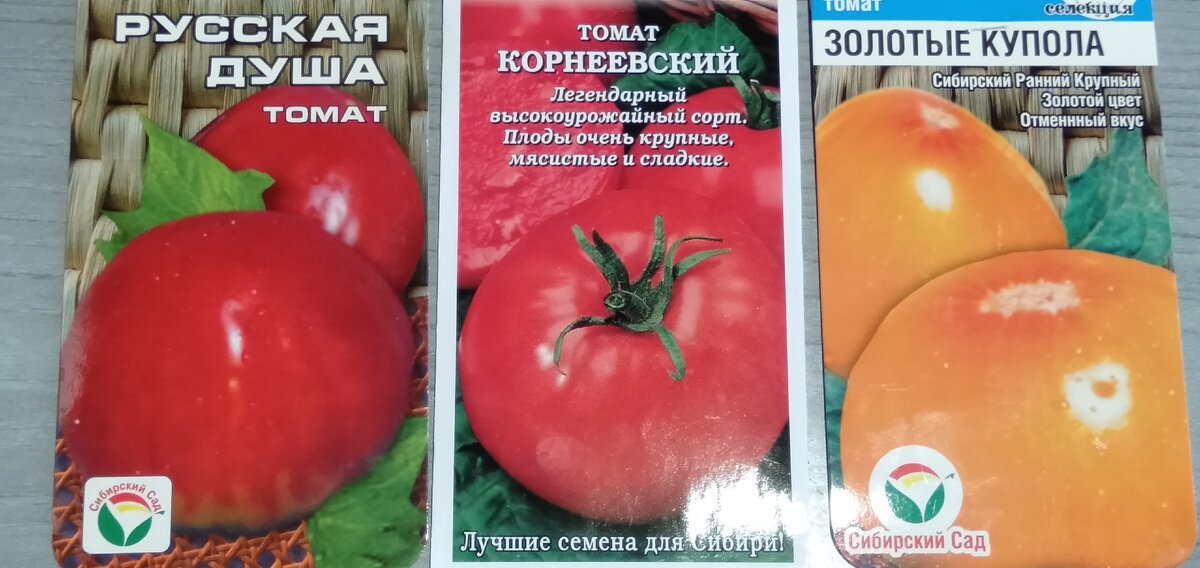 РУССКАЯ
ДУША
ТОМАТ
Сибирский Сад
ТОМАТ
КОРНЕЕВСКИЙ
Легендарный
высокоурожайный сорт.
Плоды очень крупные,
мясистые и сладкие.
Лучшие семена для Сибири!
томат
селекция
ЗОЛОТЫЕ КУПОЛА
Сибирский Ранний Крупный
Золотой цвет
Отменнный вкус
Сибирский Сад